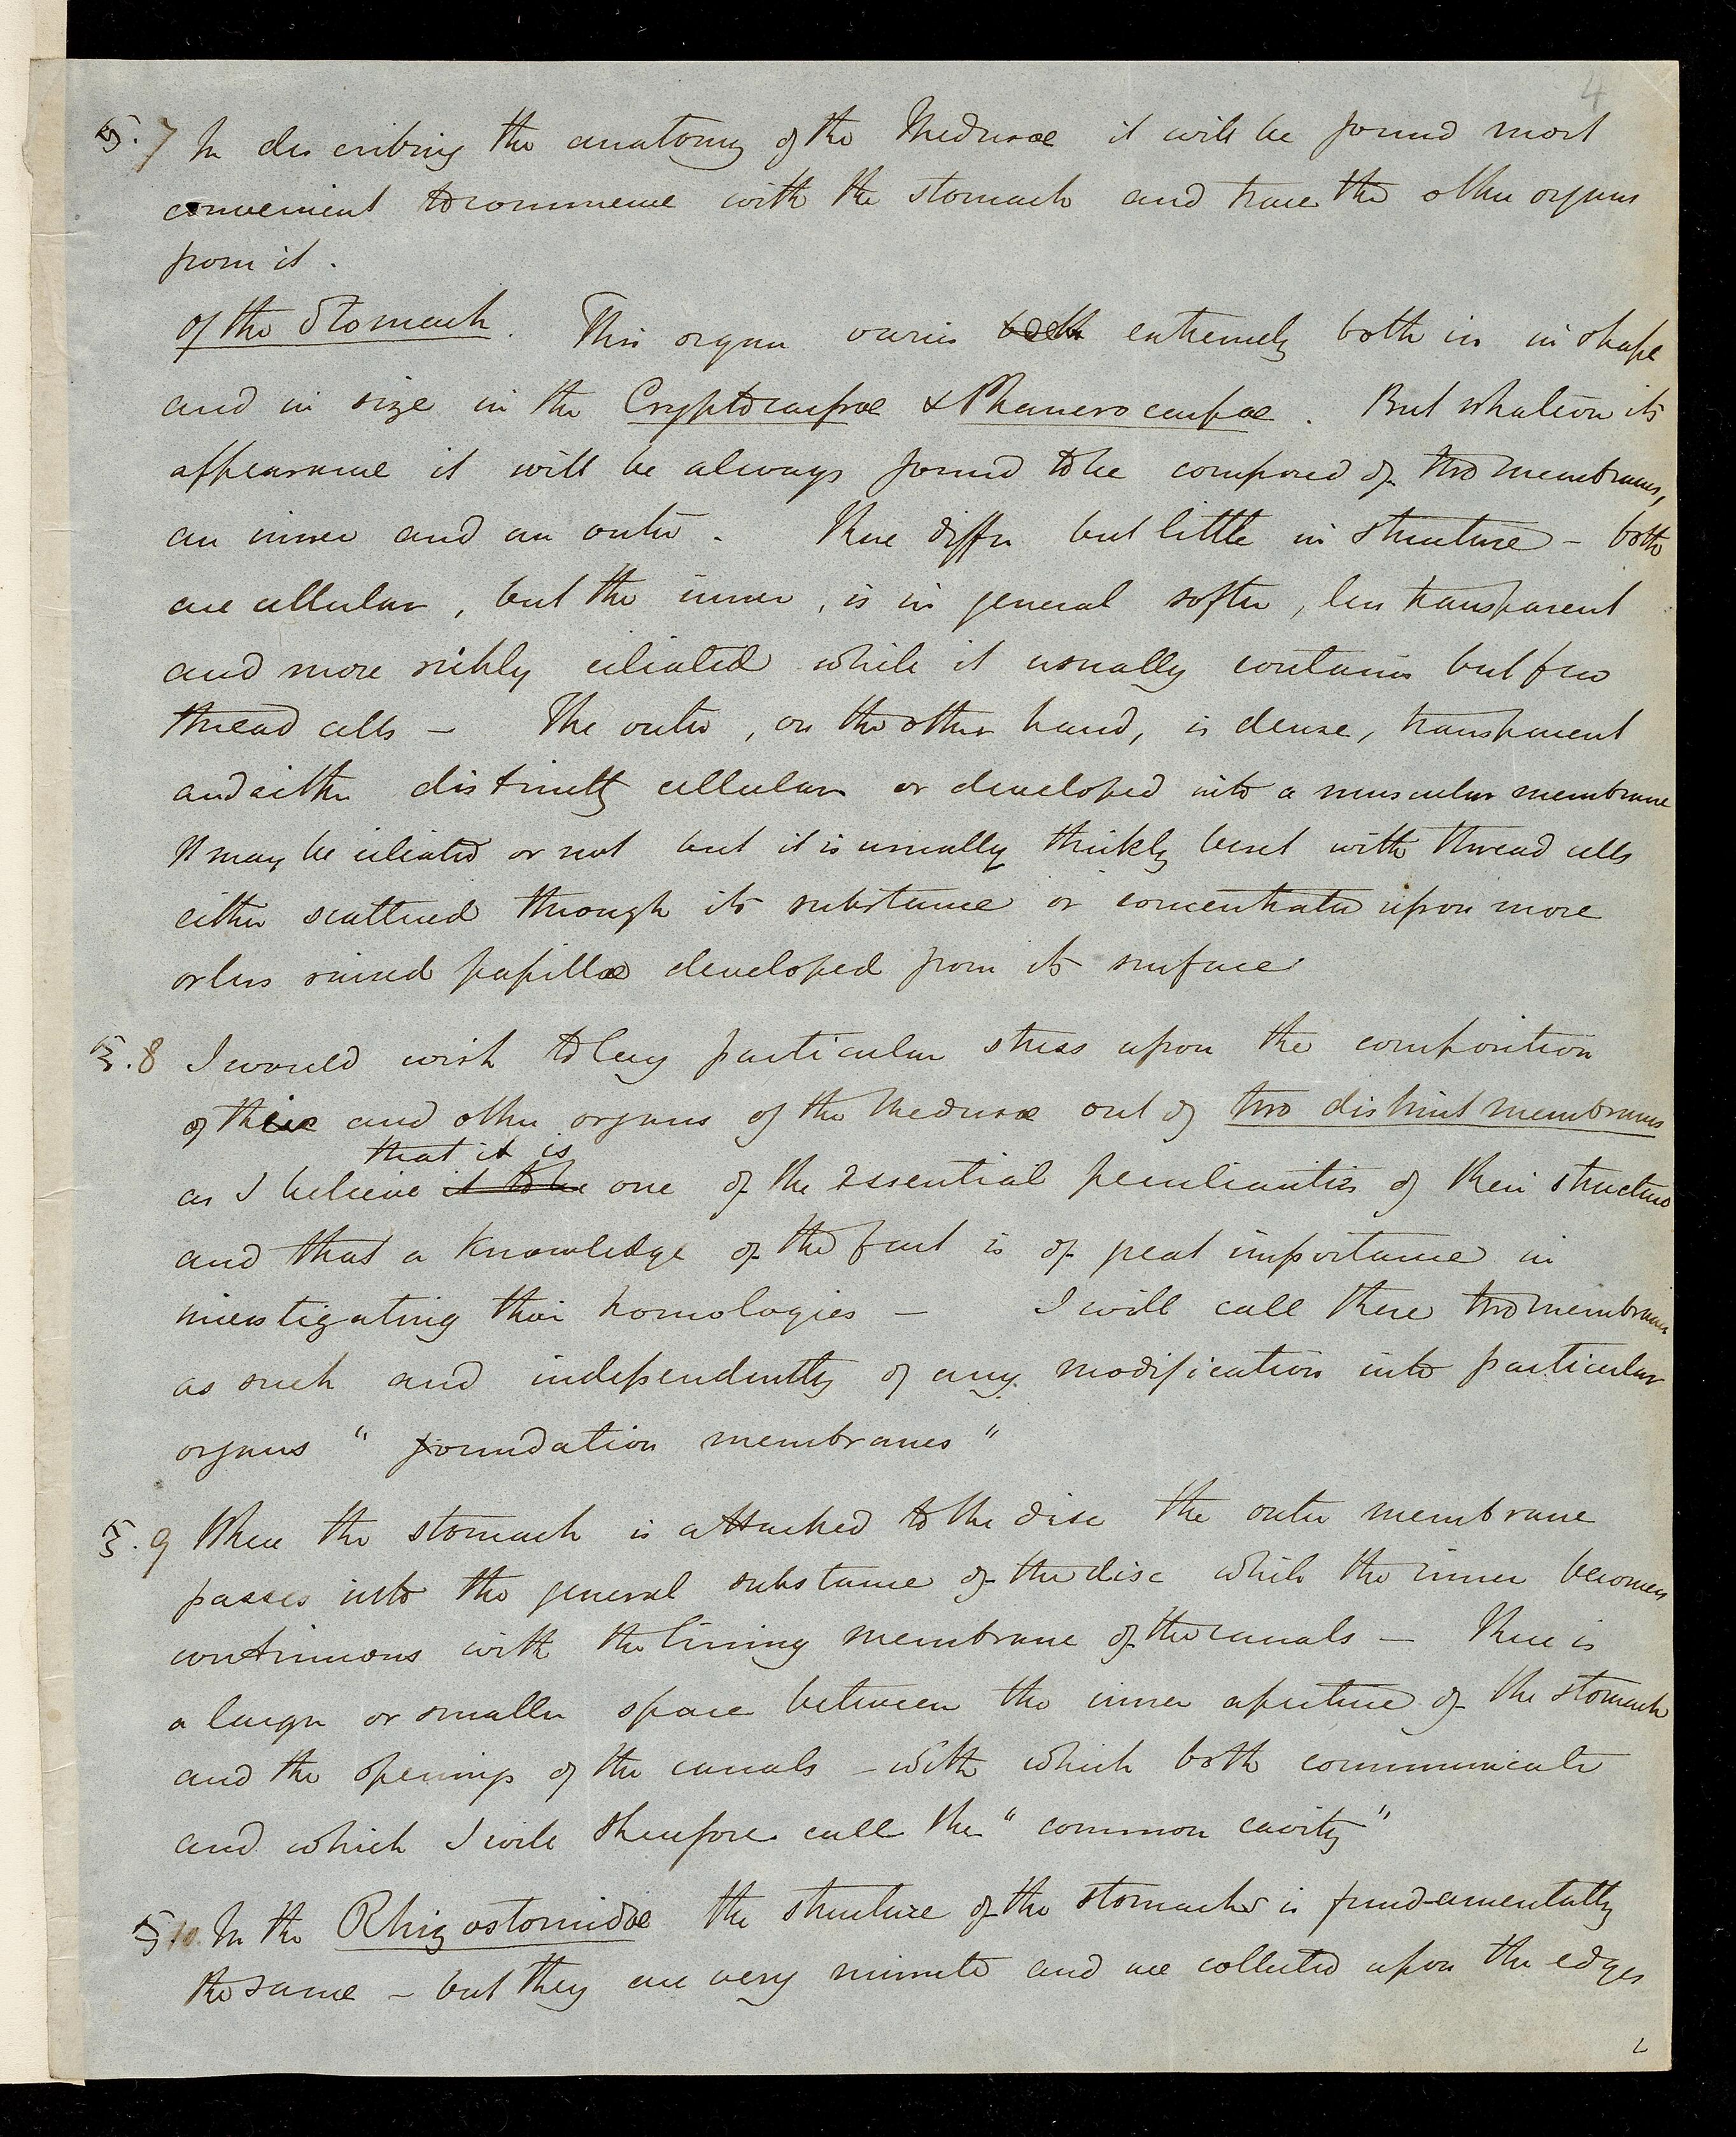 4
§. 7 In describing the anatomy of the Medusæ it will be found most
convenient to commence with the stomach and trace the other organs
from it.
Of the Stomach. This organ varies both extremely both in in shape
and in size in the Cryptocarpæ & Phanerocarpæ. But whatever its
appearance it will be always found to be composed of two membranes,
an inner and an outer. These differ but little in structure – both
are cellular, but the inner, is in general softer, less transparent
and more richly ciliated while it usually contains but few
thread cells – The outer, on the other hand, is dense, transparent
and either distinctly cellular or developed into a muscular membrane
It may be ciliated or not but it is usually thickly beset with thread cells
either scattered through its substance or concentrated upon more
or less raised papillæ developed from its surface
§. 8 I would wish to lay particular stress upon the composition
of this and other organs of the Medusæ out of two distinct membranes
that it is
as I believe it to be one of the essential peculiarities of their structure
and that a knowledge of the fact is of great importance in
investigating their homologies – I will call these two membranes
as such and independently of any modification into particular
organs " foundation membranes "
§. 9 When the stomach is attached to the disc the outer membrane
passes into the general substance of the disc while the inner becomes
continuous with the lining membrane of the canals – There is
a larger or smaller space between the inner aperture of the stomach
and the openings of the canals – with which both communicate
and which I will therefore call the " common cavity "
§. 10. In the Rhizostomidæ the structure of the stomachs is fundamentally
the same – but they are very minute and are collected upon the edges